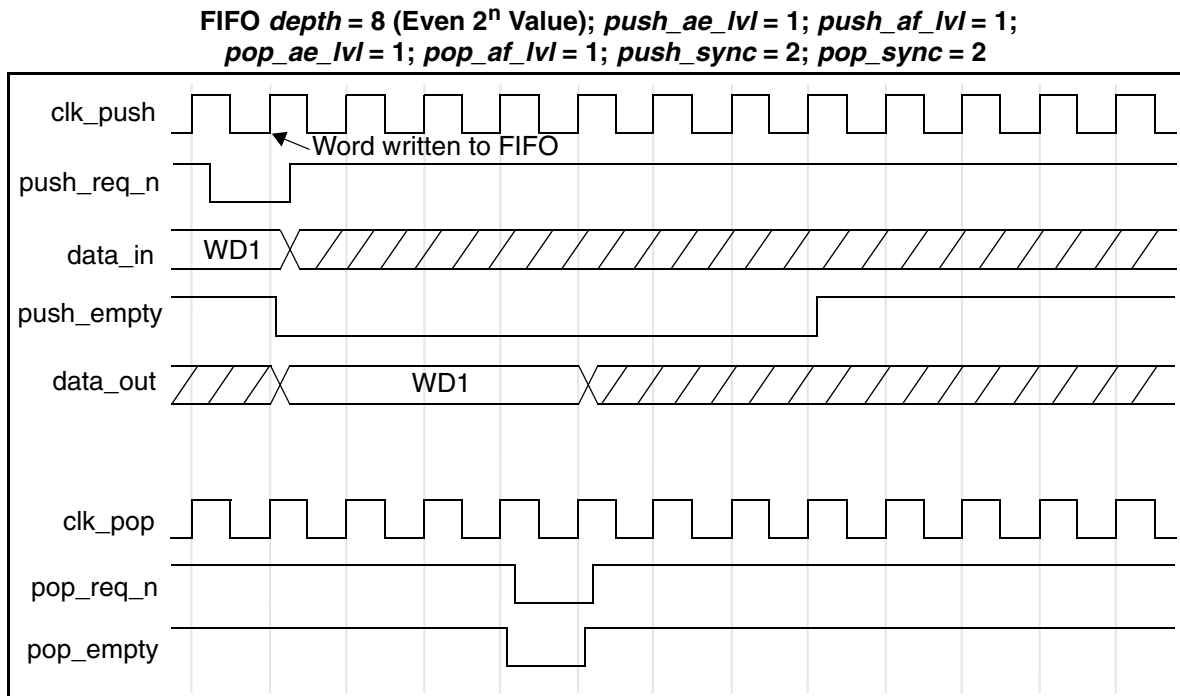 FIFO depth = 8 (Even 2ⁿ Value); push_ae_lvl = 1; push_af_lvl = 1;
pop_ae_lvl = 1; pop_af_lvl = 1; push_sync = 2; pop_sync = 2
clk_push
Word written to FIFO
push_req_n
data_in
WD1
push_empty
data_out
WD1
clk_pop
pop_req_n
pop_empty